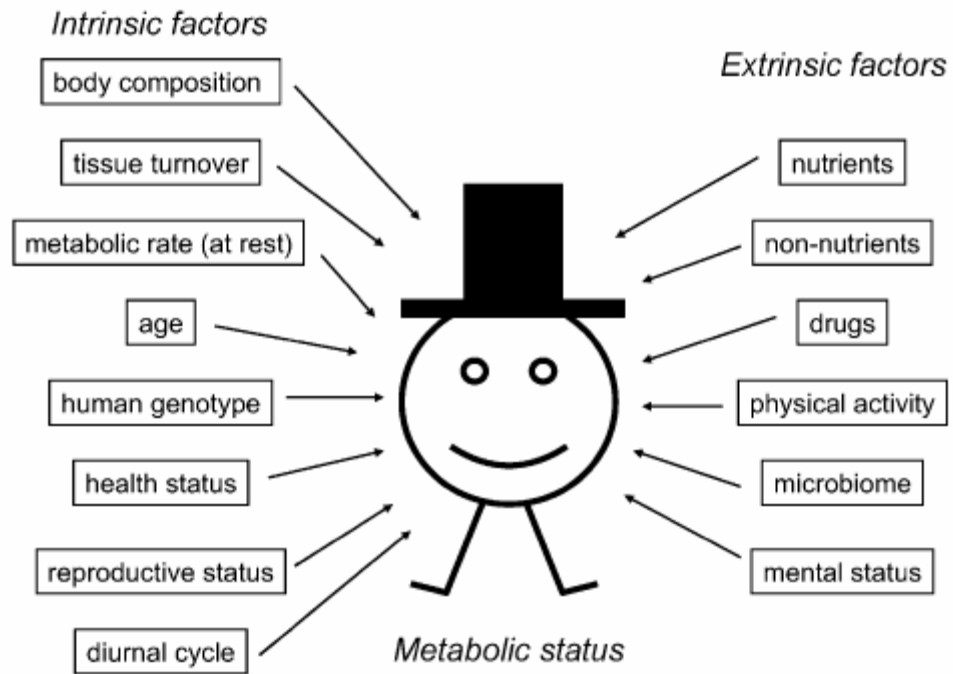 Intrinsic factors
body composition
tissue turnover
metabolic rate (at rest)
age
human genotype
health status
reproductive status
diurnal cycle
Extrinsic factors
nutrients
non-nutrients
drugs
physical activity
microbiome
mental status
Metabolic status